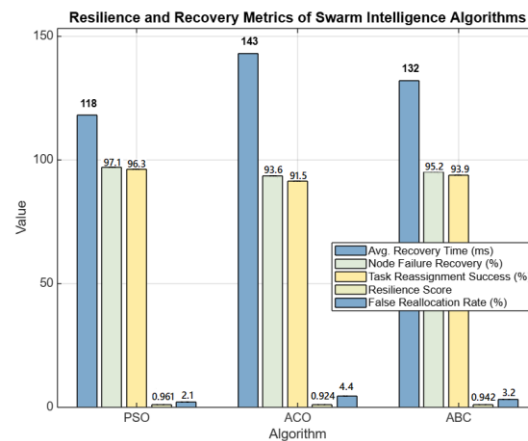 Resilience and Recovery Metrics of Swarm Intelligence Algorithms
150
100
50
0
Value
118
97.1
96.3
0.961
2.1
143
93.6
91.5
0.924
4.4
132
95.2
93.9
0.942
3.2
Avg. Recovery Time (ms)
Node Failure Recovery (%)
Task Reassignment Success (%
Resilience Score
False Reallocation Rate (%)
PSO
ACO
ABC
Algorithm